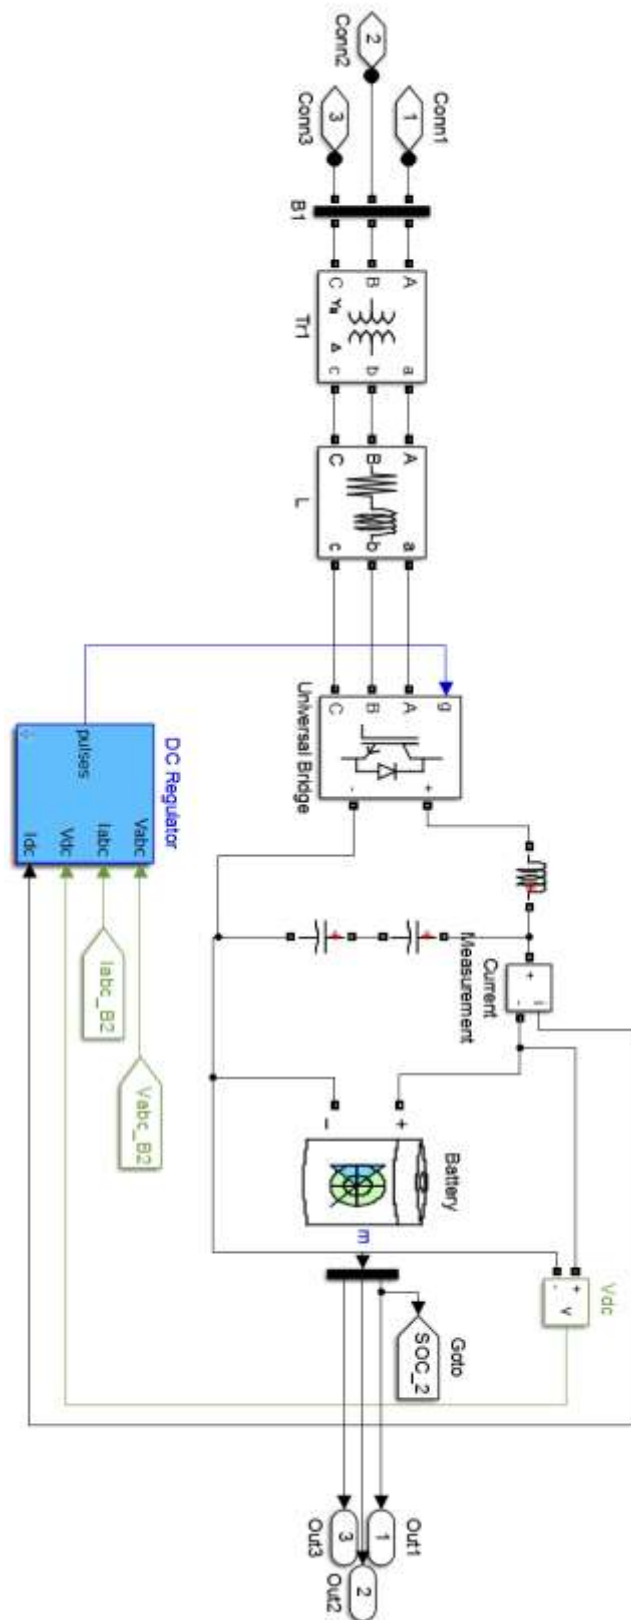 2
Conn2
1
Conn1
3
Conn3
B1
A
B
C
a
b
c
Tr1
A
B
C
a
b
c
L
g
A
B
C
+
-
Universal Bridge
DC Regulator
pulses
Vabc
Iabc
Vdc
Idc
Iabc_B2
Vabc_B2
+
-
i
Current
Measurement
+
-
Battery
m
Vdc
+
-
v
Goto
SOC_2
1
Out1
2
Out2
3
Out3